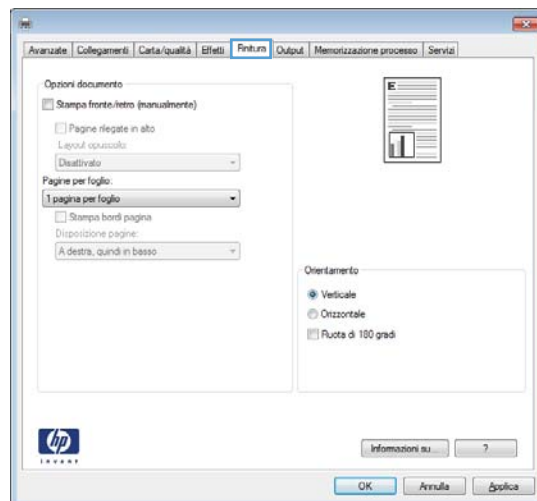 Avanzate Collegamenti Carta/qualità Effetti Finitura Output Memorizzazione processo Servizi
Opzioni documento
Stampa fronte/retro (manualmente)
Pagine rilegate in alto
Layout opuscolo:
Disattivato
Pagine per foglio:
1 pagina per foglio
Stampa bordi pagina
Disposizione pagine:
A destra, quindi in basso
E
Orientamento
Verticale
Orizzontale
Ruota di 180 gradi
hp
invent
Informazioni su...
?
OK Annulla Applica